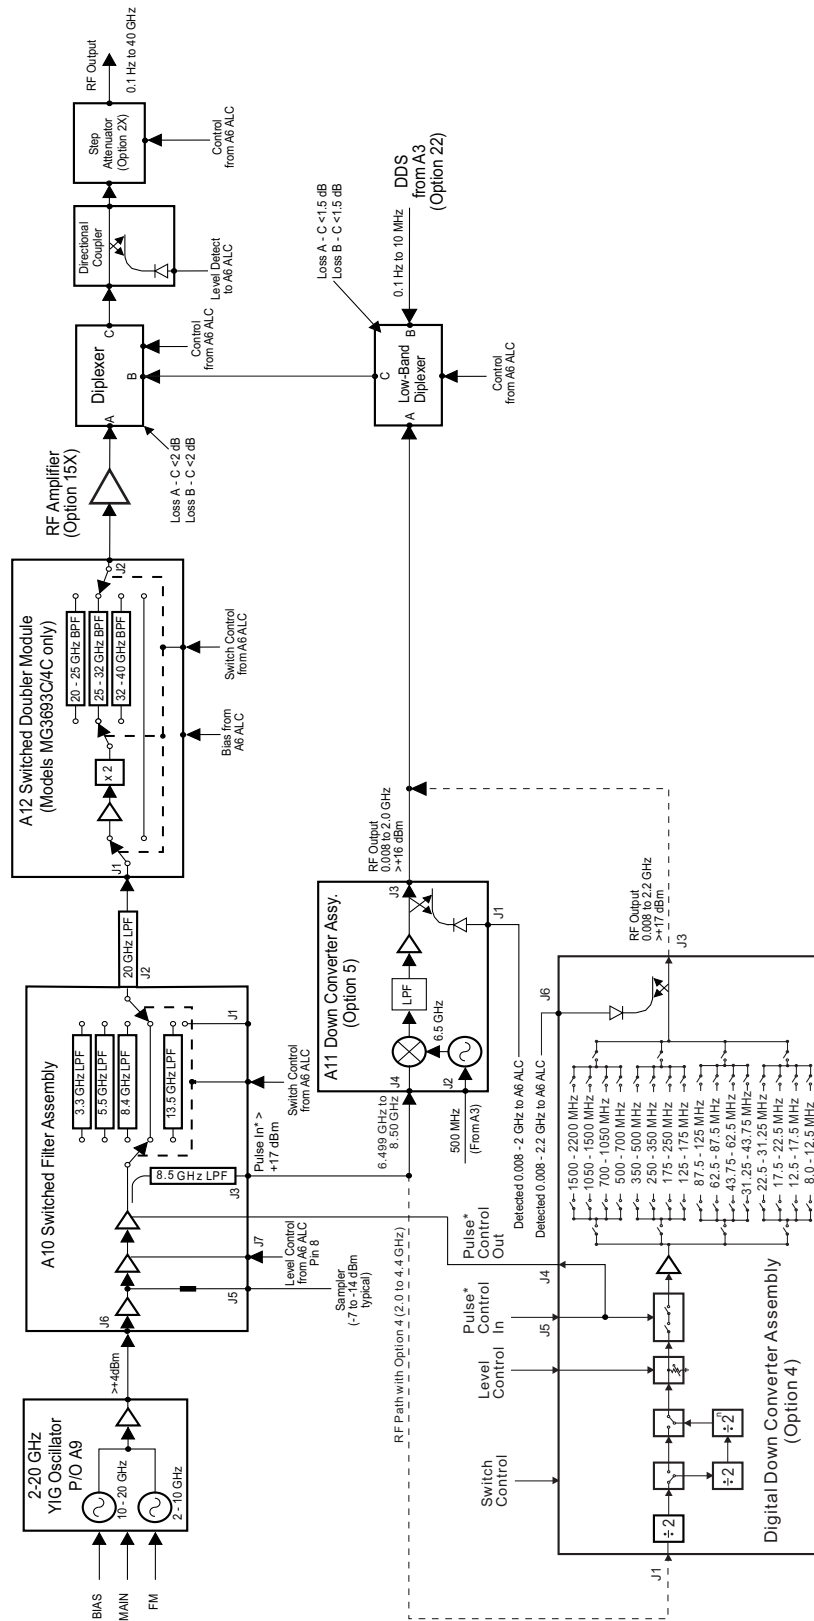 BIAS
MAIN
FM
2-20 GHz
YIG Oscillator
P/O A9
10 - 20 GHz
2 - 10 GHz
>+4dBm
A10 Switched Filter Assembly
J6
J5
J7
J3
J1
J2
3.3 GHz LPF
5.5 GHz LPF
8.4 GHz LPF
13.5 GHz LPF
8.5 GHz LPF
20 GHz LPF
Sampler
(-7 to -14 dBm
typical)
Level Control
from A6 ALC
Pin 8
Pulse In* >
+17 dBm
Switch Control
from A6 ALC
A12 Switched Doubler Module
(Models MG3693C/4C only)
J1
J2
x 2
20 - 25 GHz BPF
25 - 32 GHz BPF
32 - 40 GHz BPF
Bias from
A6 ALC
Switch Control
from A6 ALC
RF Amplifier
(Option 15X)
Loss A - C <2 dB
Loss B - C <2 dB
Diplexer
A
B
C
Control
from A6 ALC
Directional
Coupler
Level Detect
to A6 ALC
Step
Attenuator
(Option 2X)
Control
from A6 ALC
RF Output
0.1 Hz to 40 GHz
A11 Down Converter Assy.
(Option 5)
J4
J2
J3
J1
LPF
6.5 GHz
6.499 GHz to
8.50 GHz
500 MHz
(From A3)
RF Output
0.008 to 2.0 GHz
>+16 dBm
Detected 0.008 - 2 GHz to A6 ALC
Detected 0.008 - 2.2 GHz to A6 ALC
Low-Band
Diplexer
A
B
C
Control
from A6 ALC
Loss A - C <1.5 dB
Loss B - C <1.5 dB
0.1 Hz to 10 MHz
DDS
from A3
(Option 22)
RF Path with Option 4 (2.0 to 4.4 GHz)
Switch
Control
Level
Control
Pulse*
Control
In
Pulse*
Control
Out
J5
J4
J6
J1
J3
RF Output
0.008 to 2.2 GHz
>+17 dBm
÷2
÷2
÷2
n
Digital Down Converter Assembly
(Option 4)
1500 - 2200 MHz
1050 - 1500 MHz
700 - 1050 MHz
500 - 700 MHz
350 - 500 MHz
250 - 350 MHz
175 - 250 MHz
125 - 175 MHz
87.5 - 125 MHz
62.5 - 87.5 MHz
43.75 - 62.5 MHz
31.25 - 43.75 MHz
22.5 - 31.25 MHz
17.5 - 22.5 MHz
12.5 - 17.5 MHz
8.0 - 12.5 MHz